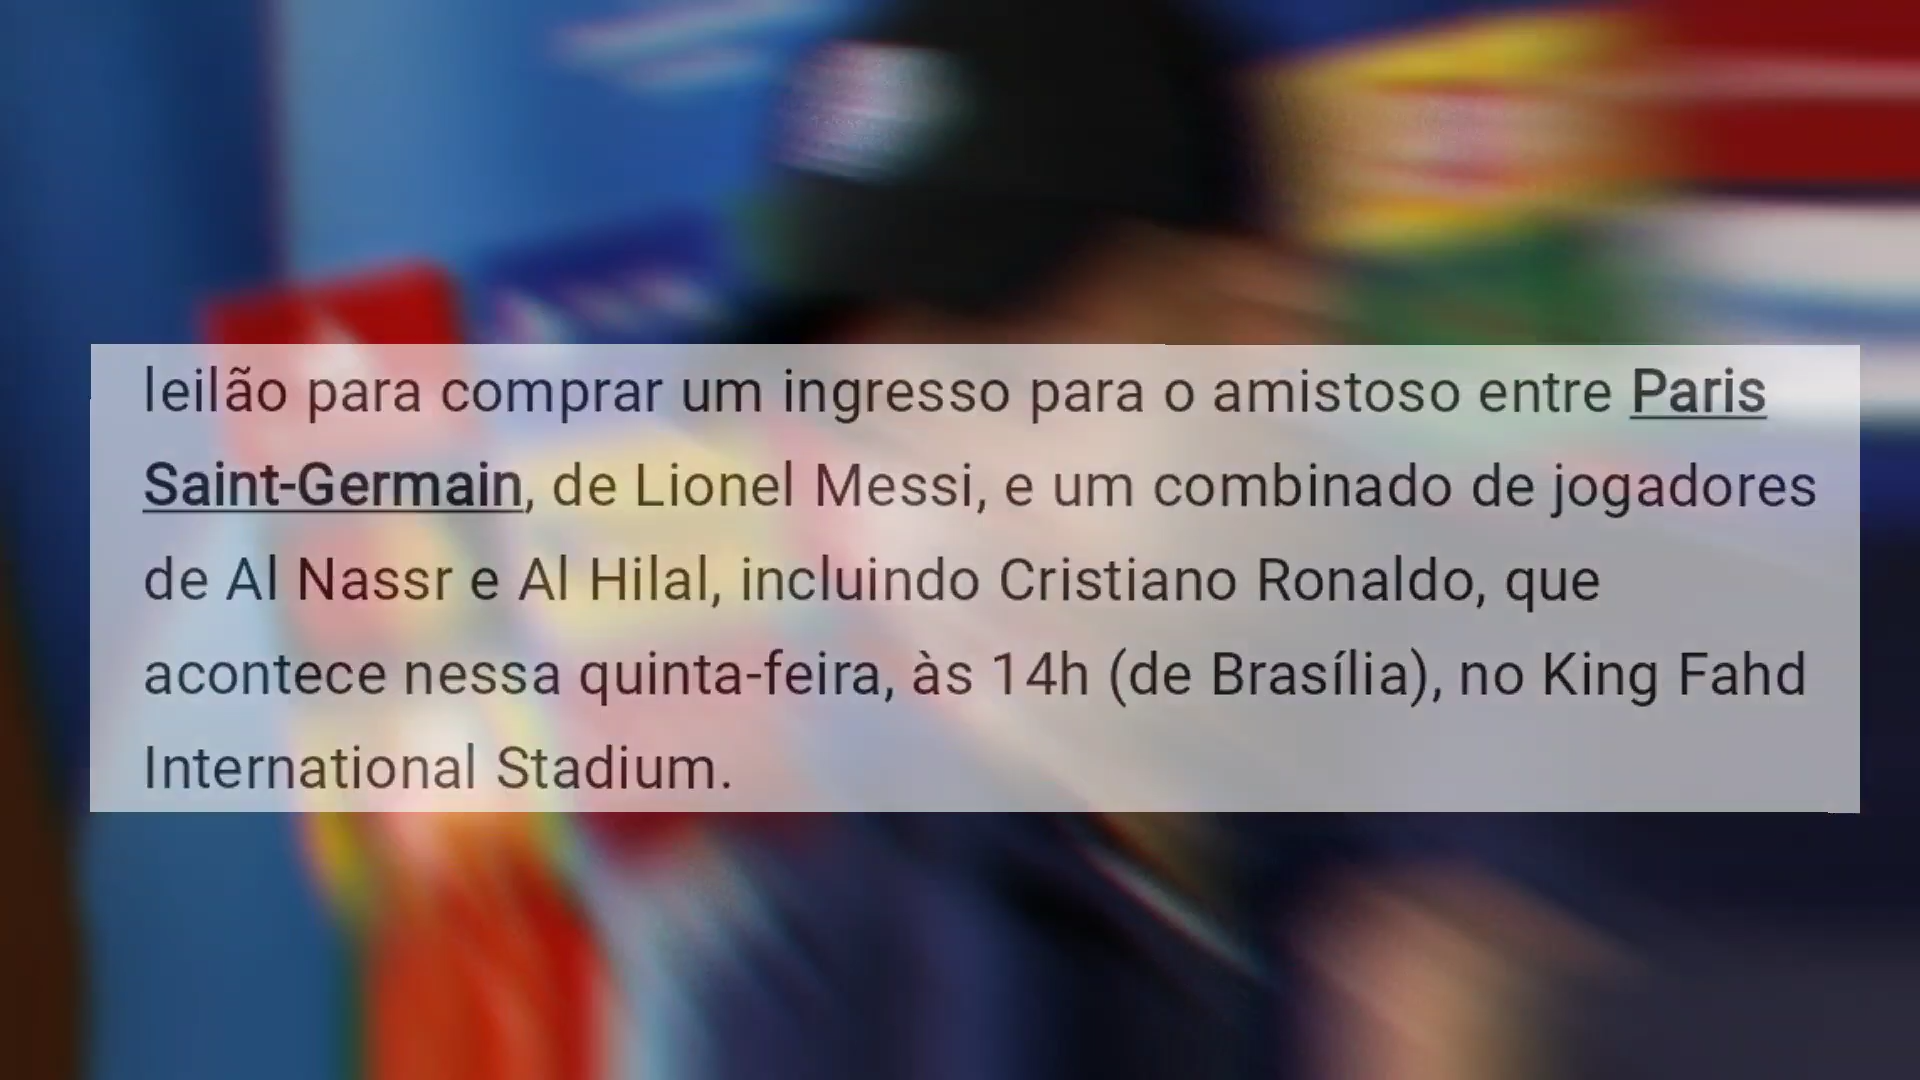 leilão para comprar um ingresso para o amistoso entre Paris
Saint-Germain, de Lionel Messi, e um combinado de jogadores
de Al Nassr e Al Hilal, incluindo Cristiano Ronaldo, que
acontece nessa quinta-feira, às 14h (de Brasília), no King Fahd
International Stadium.